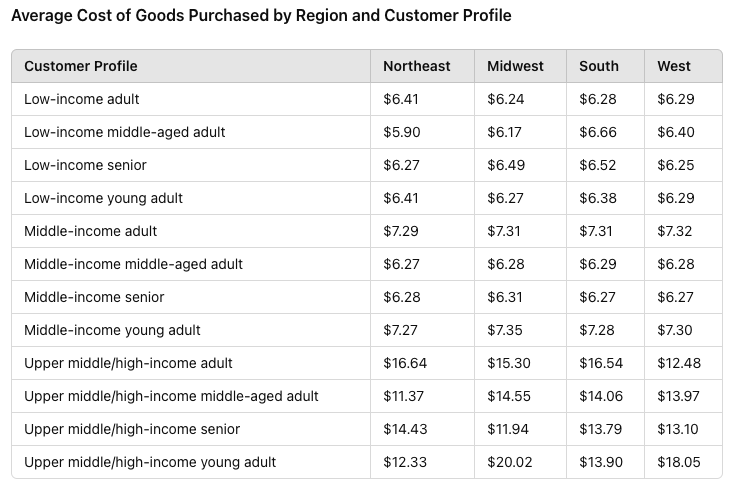 Average Cost of Goods Purchased by Region and Customer Profile
Customer Profile Northeast Midwest South West
Low-income adult $6.41 $6.24 $6.28 $6.29
Low-income middle-aged adult $5.90 $6.17 $6.66 $6.40
Low-income senior $6.27 $6.49 $6.52 $6.25
Low-income young adult $6.41 $6.27 $6.38 $6.29
Middle-income adult $7.29 $7.31 $7.31 $7.32
Middle-income middle-aged adult $6.27 $6.28 $6.29 $6.28
Middle-income senior $6.28 $6.31 $6.27 $6.27
Middle-income young adult $7.27 $7.35 $7.28 $7.30
Upper middle/high-income adult $16.64 $15.30 $16.54 $12.48
Upper middle/high-income middle-aged adult $11.37 $14.55 $14.06 $13.97
Upper middle/high-income senior $14.43 $11.94 $13.79 $13.10
Upper middle/high-income young adult $12.33 $20.02 $13.90 $18.05